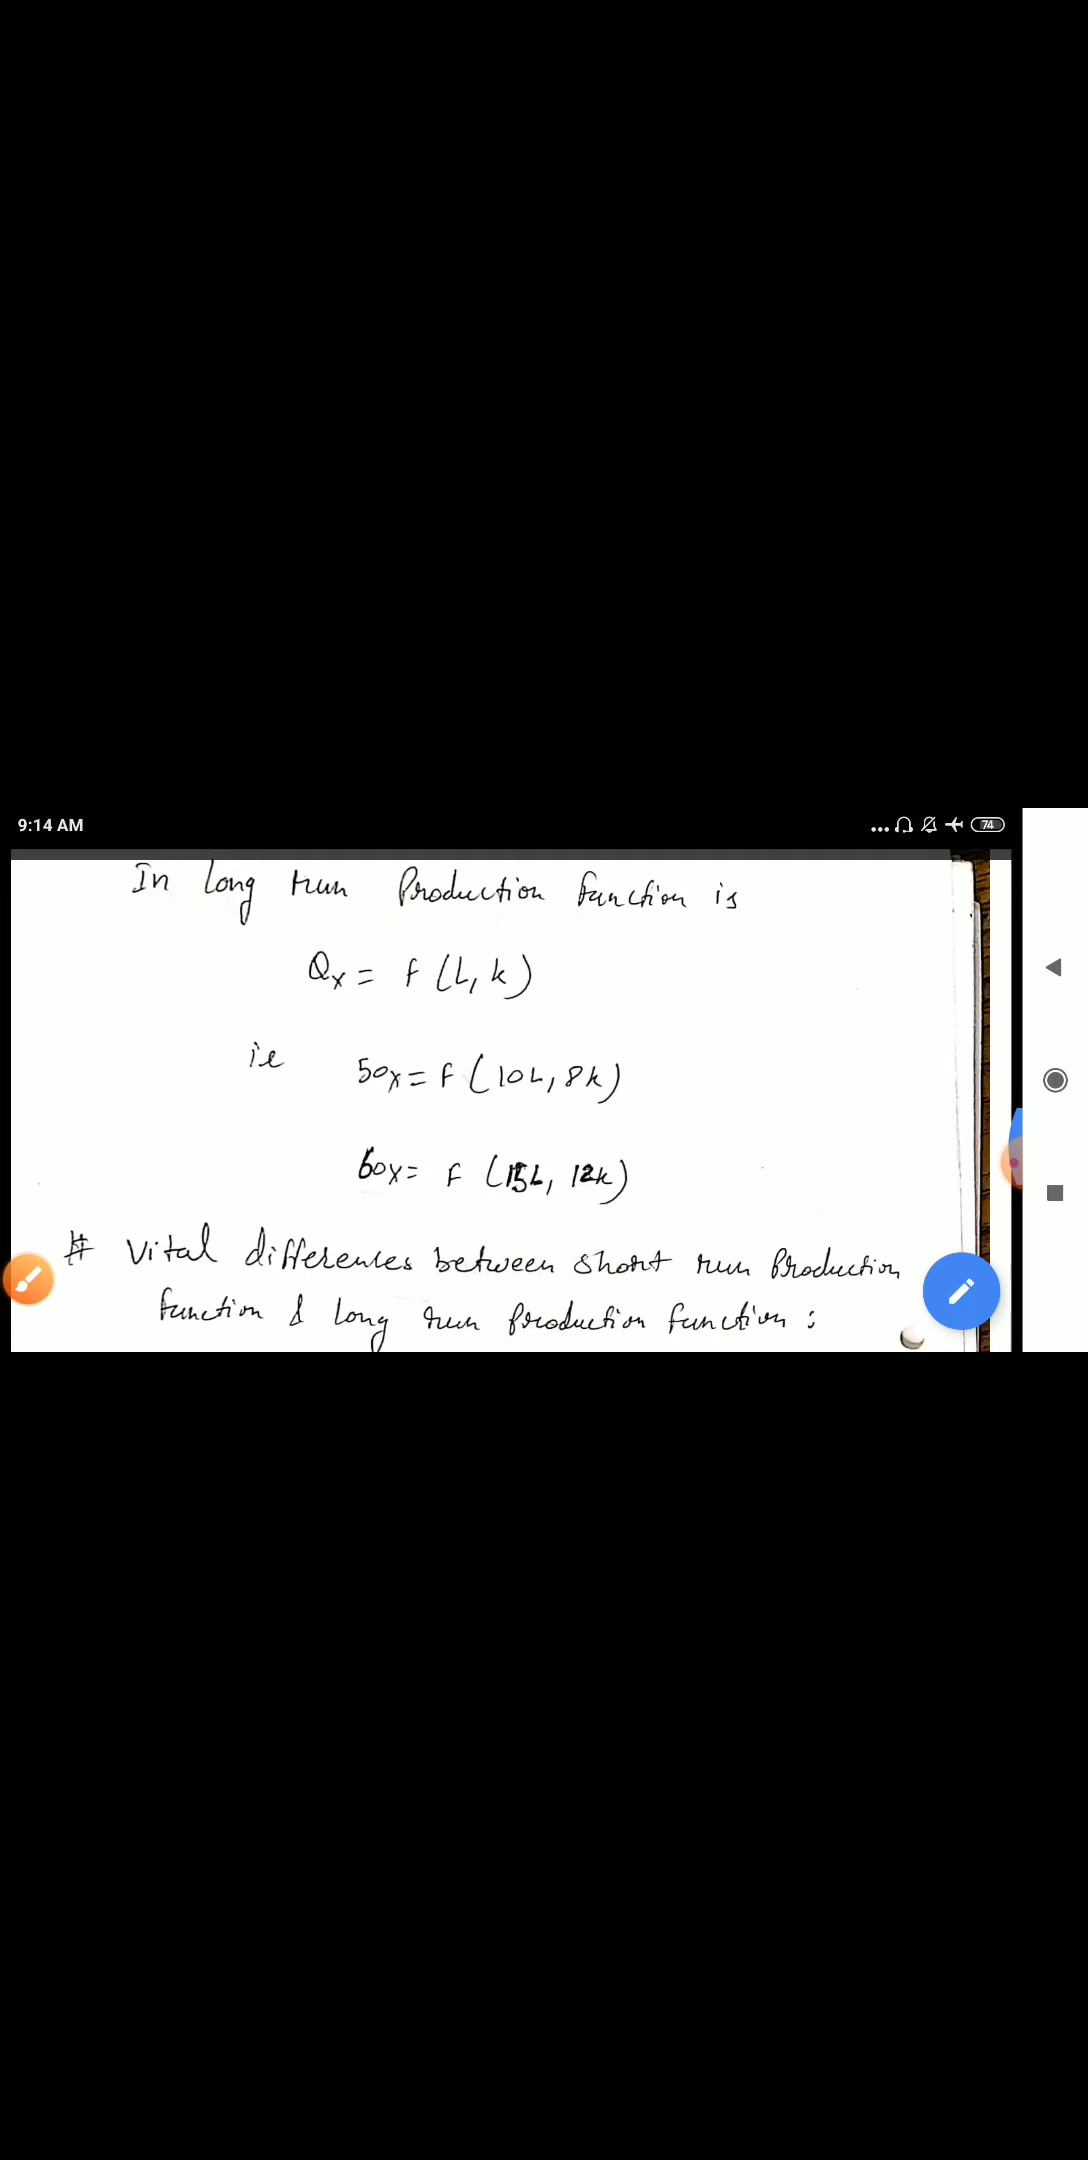 9:14 AM
74
In long run Production function is
Qx = f (L, k)
ie 50x = f (10L, 8k)
60x = f (15L, 12k)
# Vital differences between short run Production
function & long run production function :